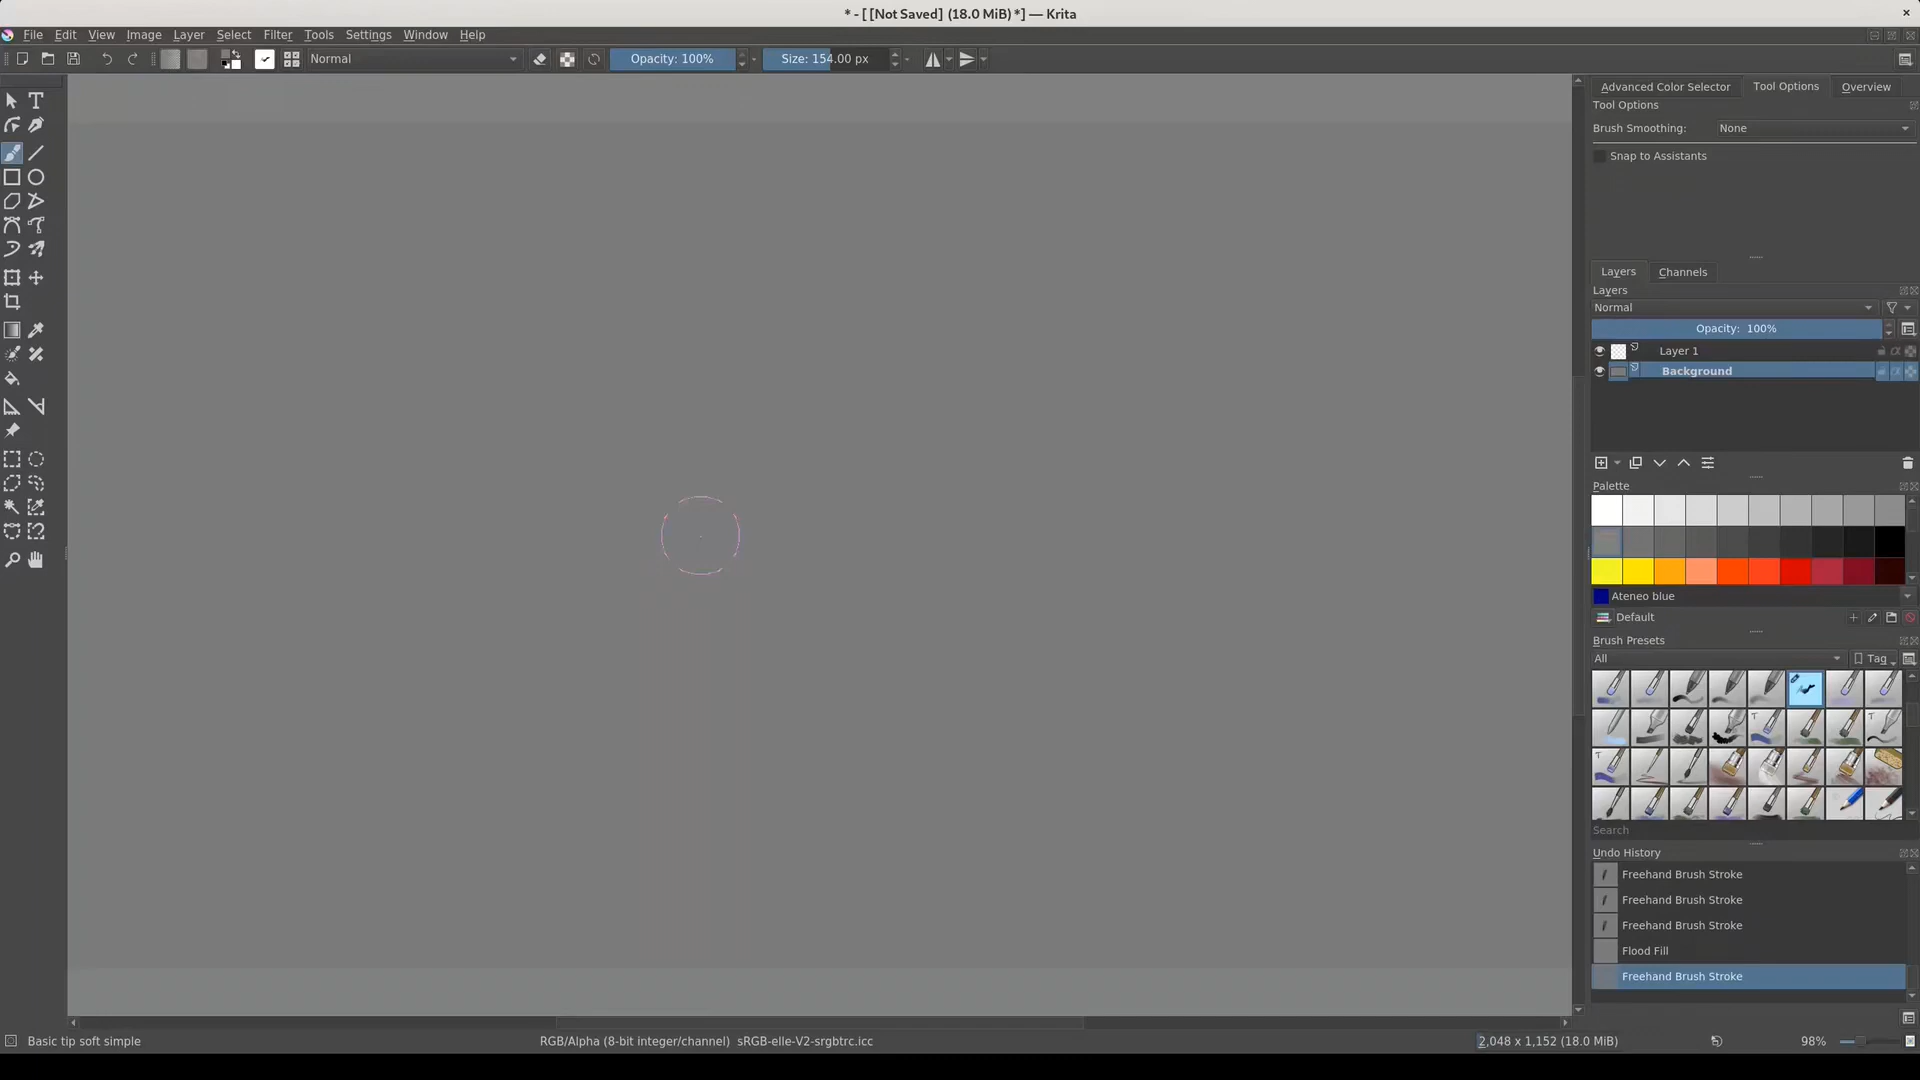 * - [ [Not Saved] (18.0 MiB) *] — Krita
File Edit View Image Layer Select Filter Tools Settings Window Help
Normal Opacity: 100% Size: 154.00 px
Advanced Color Selector Tool Options Overview
Tool Options
Brush Smoothing: None
Snap to Assistants
Layers Channels
Layers
Normal
Opacity: 100%
Layer 1
Background
Palette
Ateneo blue
Default
Brush Presets
All Tag
Search
Undo History
Freehand Brush Stroke
Freehand Brush Stroke
Freehand Brush Stroke
Flood Fill
Freehand Brush Stroke
Basic tip soft simple RGB/Alpha (8-bit integer/channel) sRGB-elle-V2-srgbtrc.icc 2,048 x 1,152 (18.0 MiB) 98%